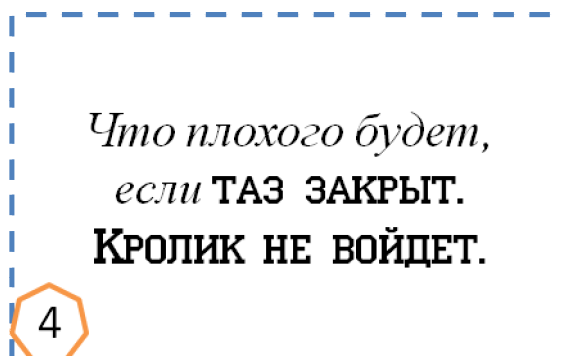 Что плохого будет,
если ТАЗ ЗАКРЫТ.
КРОЛИК НЕ ВОЙДЕТ.
4